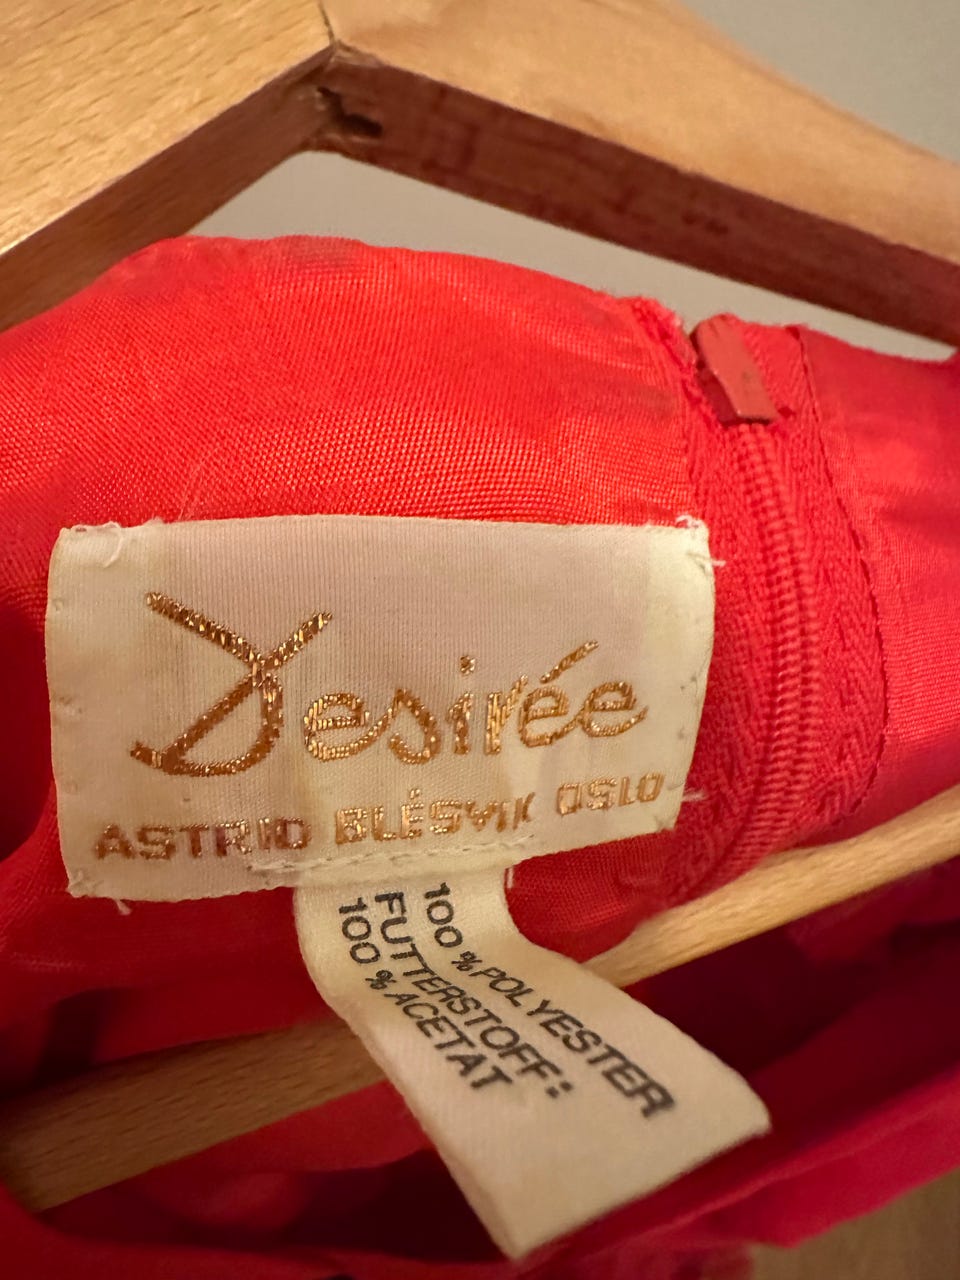 Desirée
ASTRID BLÉSVIK OSLO
100 % POLYESTER
FUTTERSTOFF:
100 % ACETAT